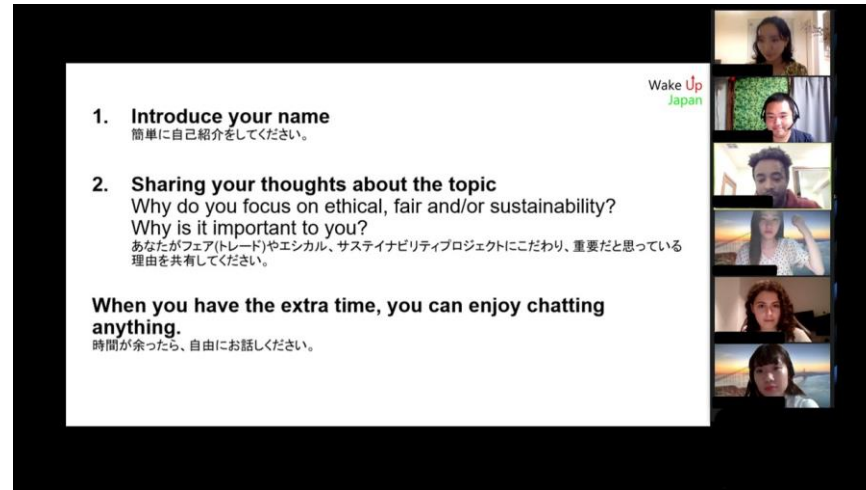 Wake Up
Japan
1. Introduce your name
簡単に自己紹介をしてください。
2. Sharing your thoughts about the topic
Why do you focus on ethical, fair and/or sustainability?
Why is it important to you?
あなたがフェア(トレード)やエシカル、サステイナビリティプロジェクトにこだわり、重要だと思っている
理由を共有してください。
When you have the extra time, you can enjoy chatting
anything.
時間が余ったら、自由にお話しください。